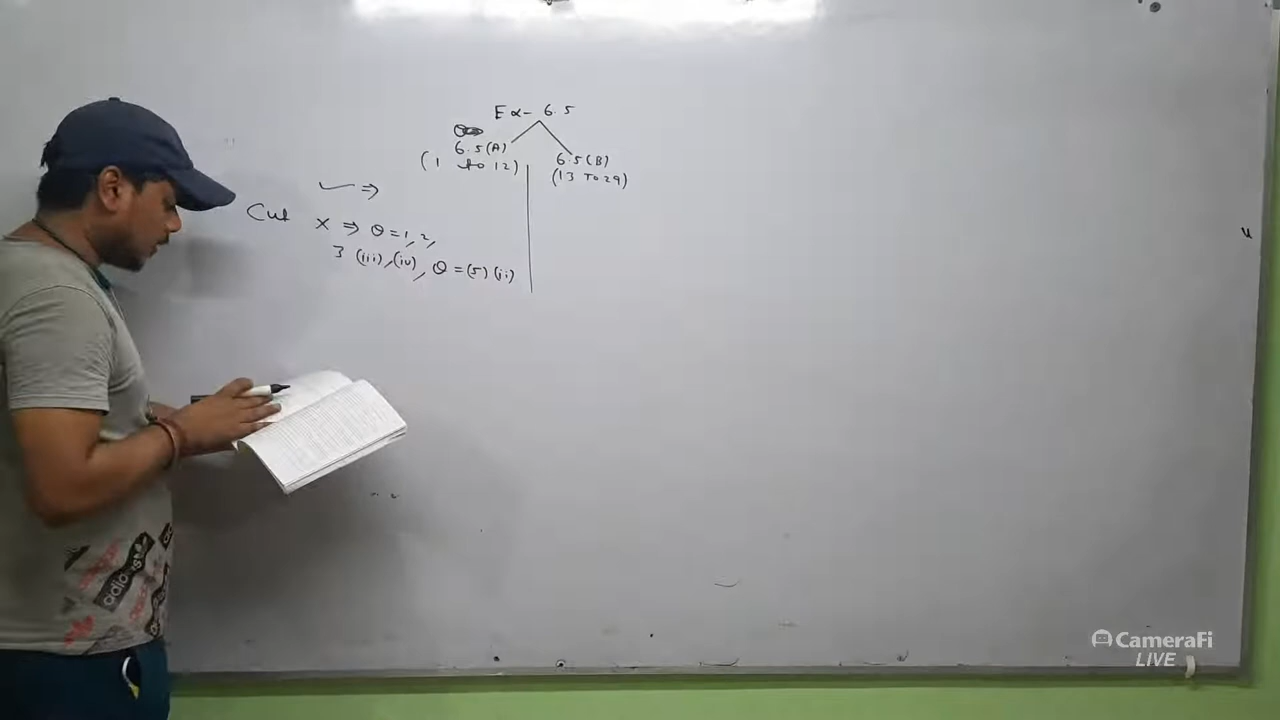 Ex- 6.5
6.5(A)
(1 to 12)
6.5(B)
(13 To 29)
⇒
Cut X ⇒ Q = 1, 2,
3 (iii), (iv), Q = (5) (ii)
adidas
CameraFi
LIVE